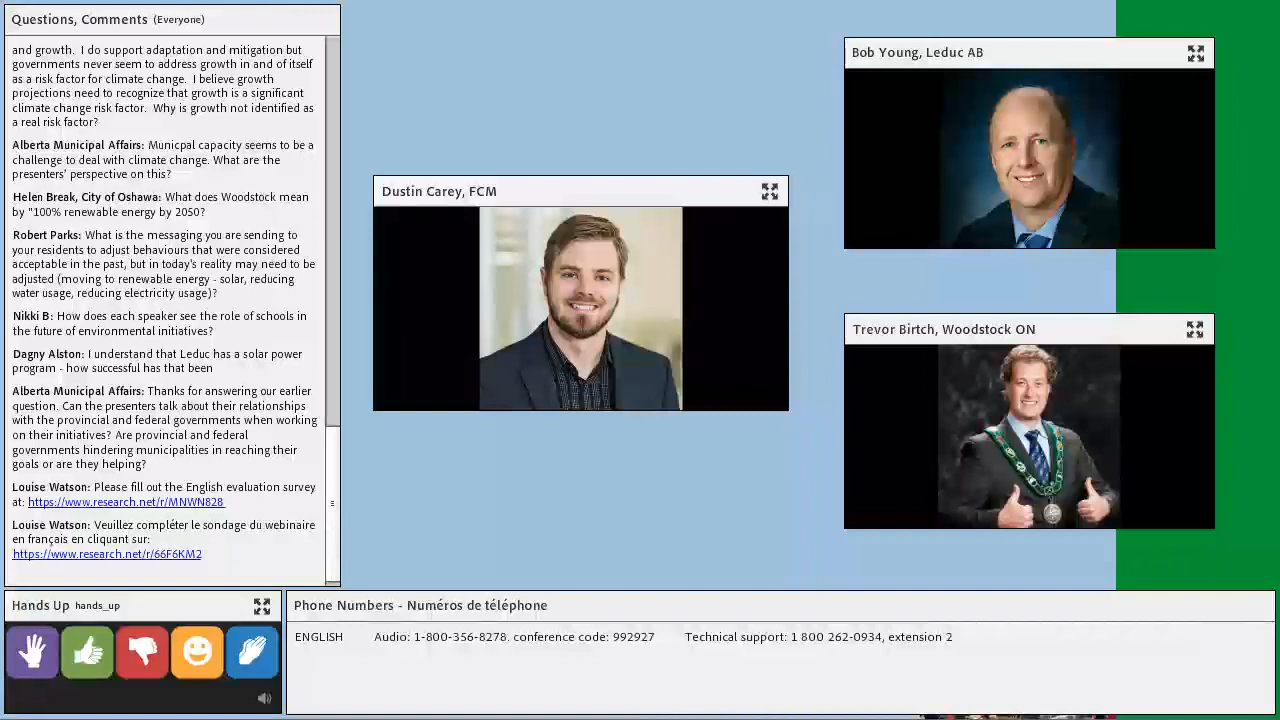 Questions, Comments (Everyone)
and growth. I do support adaptation and mitigation but
governments never seem to address growth in and of itself
as a risk factor for climate change. I believe growth
projections need to recognize that growth is a significant
climate change risk factor. Why is growth not identified as
a real risk factor?
Alberta Municipal Affairs: Municpal capacity seems to be a
challenge to deal with climate change. What are the
presenters' perspective on this?
Helen Break, City of Oshawa: What does Woodstock mean
by "100% renewable energy by 2050?
Robert Parks: What is the messaging you are sending to
your residents to adjust behaviours that were considered
acceptable in the past, but in today's reality may need to be
adjusted (moving to renewable energy - solar, reducing
water usage, reducing electricity usage)?
Nikki B: How does each speaker see the role of schools in
the future of environmental initiatives?
Dagny Alston: I understand that Leduc has a solar power
program - how successful has that been
Alberta Municipal Affairs: Thanks for answering our earlier
question. Can the presenters talk about their relationships
with the provincial and federal governments when working
on their initiatives? Are provincial and federal
governments hindering municipalities in reaching their
goals or are they helping?
Louise Watson: Please fill out the English evaluation survey
at: https://www.research.net/r/MNWN828
Louise Watson: Veuillez compléter le sondage du webinaire
en français en cliquant sur:
https://www.research.net/r/66F6KM2
Dustin Carey, FCM
Bob Young, Leduc AB
Trevor Birtch, Woodstock ON
Hands Up hands_up
Phone Numbers - Numéros de téléphone
ENGLISH Audio: 1-800-356-8278. conference code: 992927 Technical support: 1 800 262-0934, extension 2